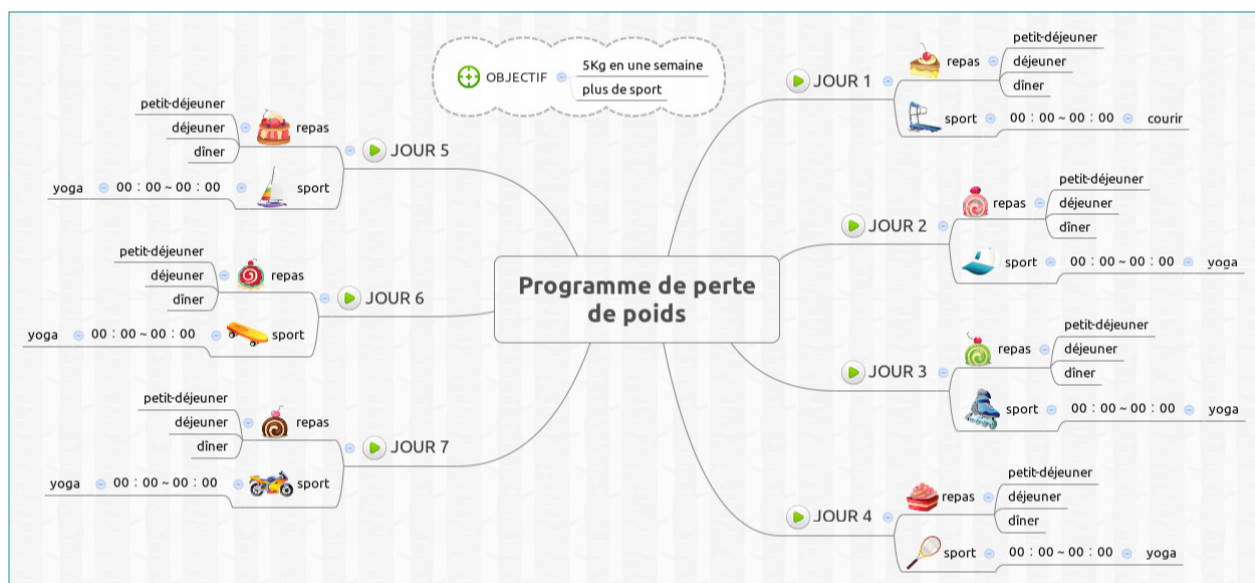 Programme de perte
de poids
OBJECTIF
5Kg en une semaine
plus de sport
JOUR 1
repas
petit-déjeuner
déjeuner
dîner
sport
00 : 00 ~ 00 : 00
courir
JOUR 2
repas
petit-déjeuner
déjeuner
dîner
sport
00 : 00 ~ 00 : 00
yoga
JOUR 3
repas
petit-déjeuner
déjeuner
dîner
sport
00 : 00 ~ 00 : 00
yoga
JOUR 4
repas
petit-déjeuner
déjeuner
dîner
sport
00 : 00 ~ 00 : 00
yoga
JOUR 5
repas
petit-déjeuner
déjeuner
dîner
sport
00 : 00 ~ 00 : 00
yoga
JOUR 6
repas
petit-déjeuner
déjeuner
dîner
sport
00 : 00 ~ 00 : 00
yoga
JOUR 7
repas
petit-déjeuner
déjeuner
dîner
sport
00 : 00 ~ 00 : 00
yoga